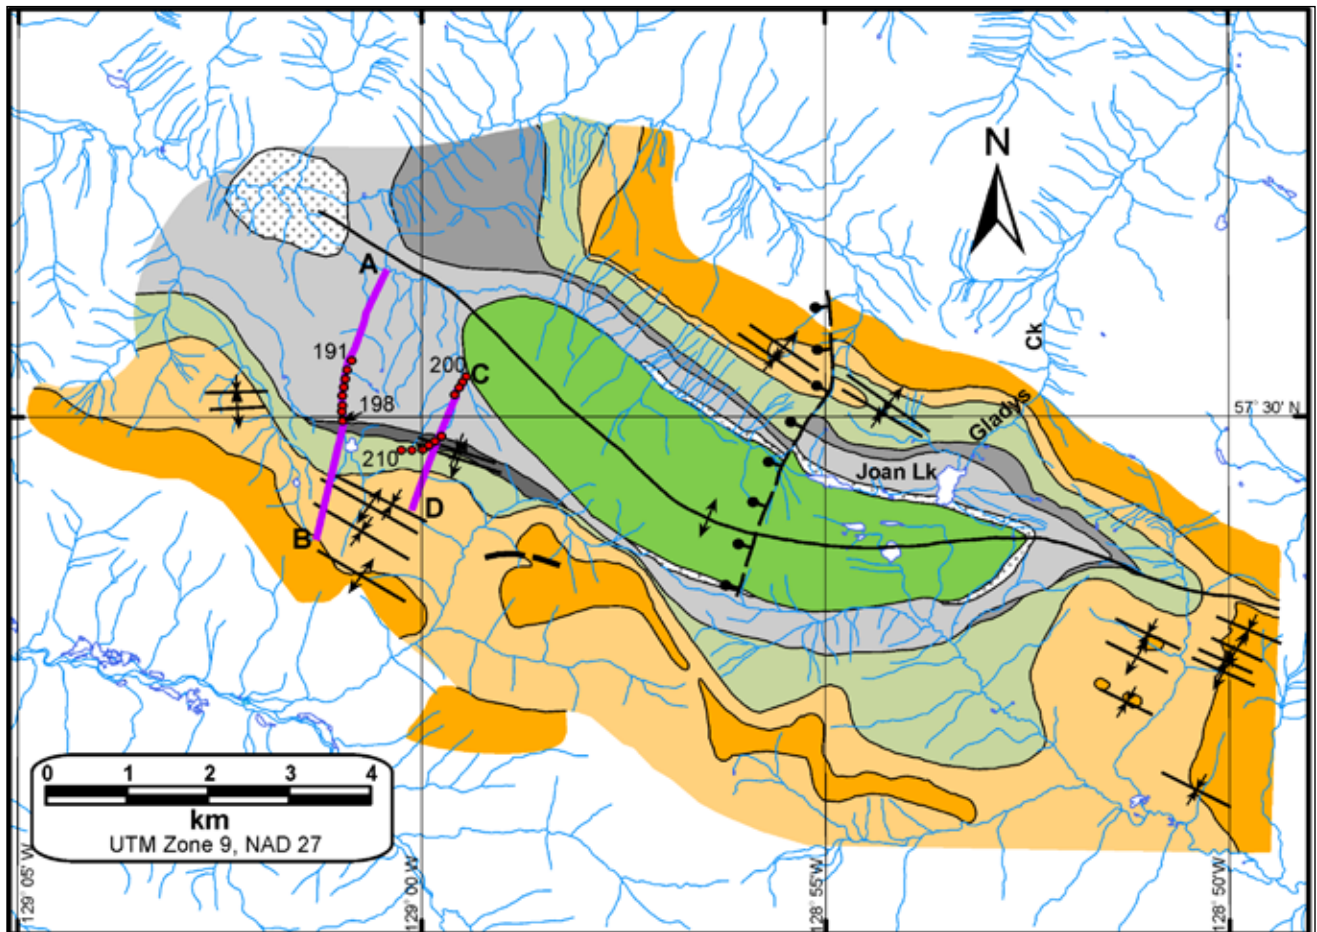 N
A
Ck
191
200
C
198
57° 30' N
Gladys
210
Joan Lk
D
B
0 1 2 3 4
km
UTM Zone 9, NAD 27
129° 05' W
129° 00 W
128° 55'W
128° 50'W